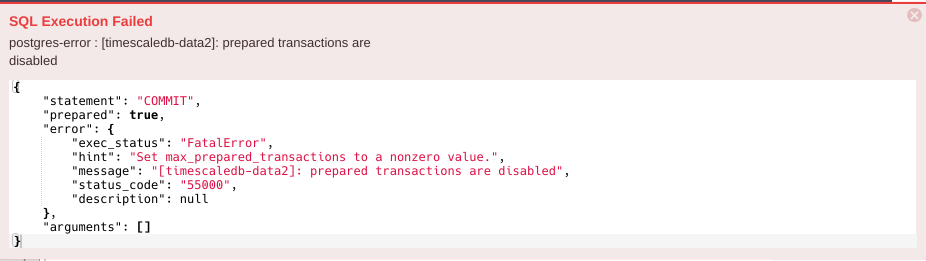 SQL Execution Failed
postgres-error : [timescaledb-data2]: prepared transactions are
disabled
{
    "statement": "COMMIT",
    "prepared": true,
    "error": {
        "exec_status": "FatalError",
        "hint": "Set max_prepared_transactions to a nonzero value.",
        "message": "[timescaledb-data2]: prepared transactions are disabled",
        "status_code": "55000",
        "description": null
    },
    "arguments": []
}